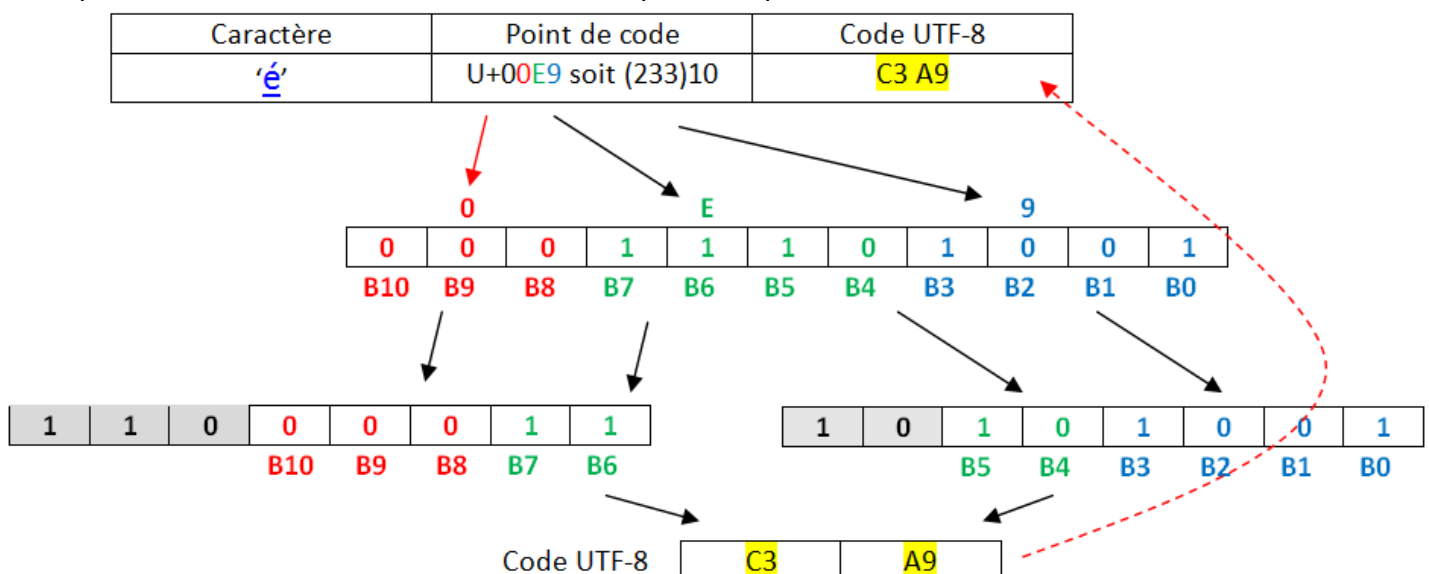 Caractère Point de code Code UTF-8
‘é’ U+00E9 soit (233)10 C3 A9
0 E 9
0 0 0 1 1 1 0 1 0 0 1
B10 B9 B8 B7 B6 B5 B4 B3 B2 B1 B0
1 1 0 0 0 0 1 1 1 0 1 0 1 0 0 1
B10 B9 B8 B7 B6 B5 B4 B3 B2 B1 B0
Code UTF-8 C3 A9